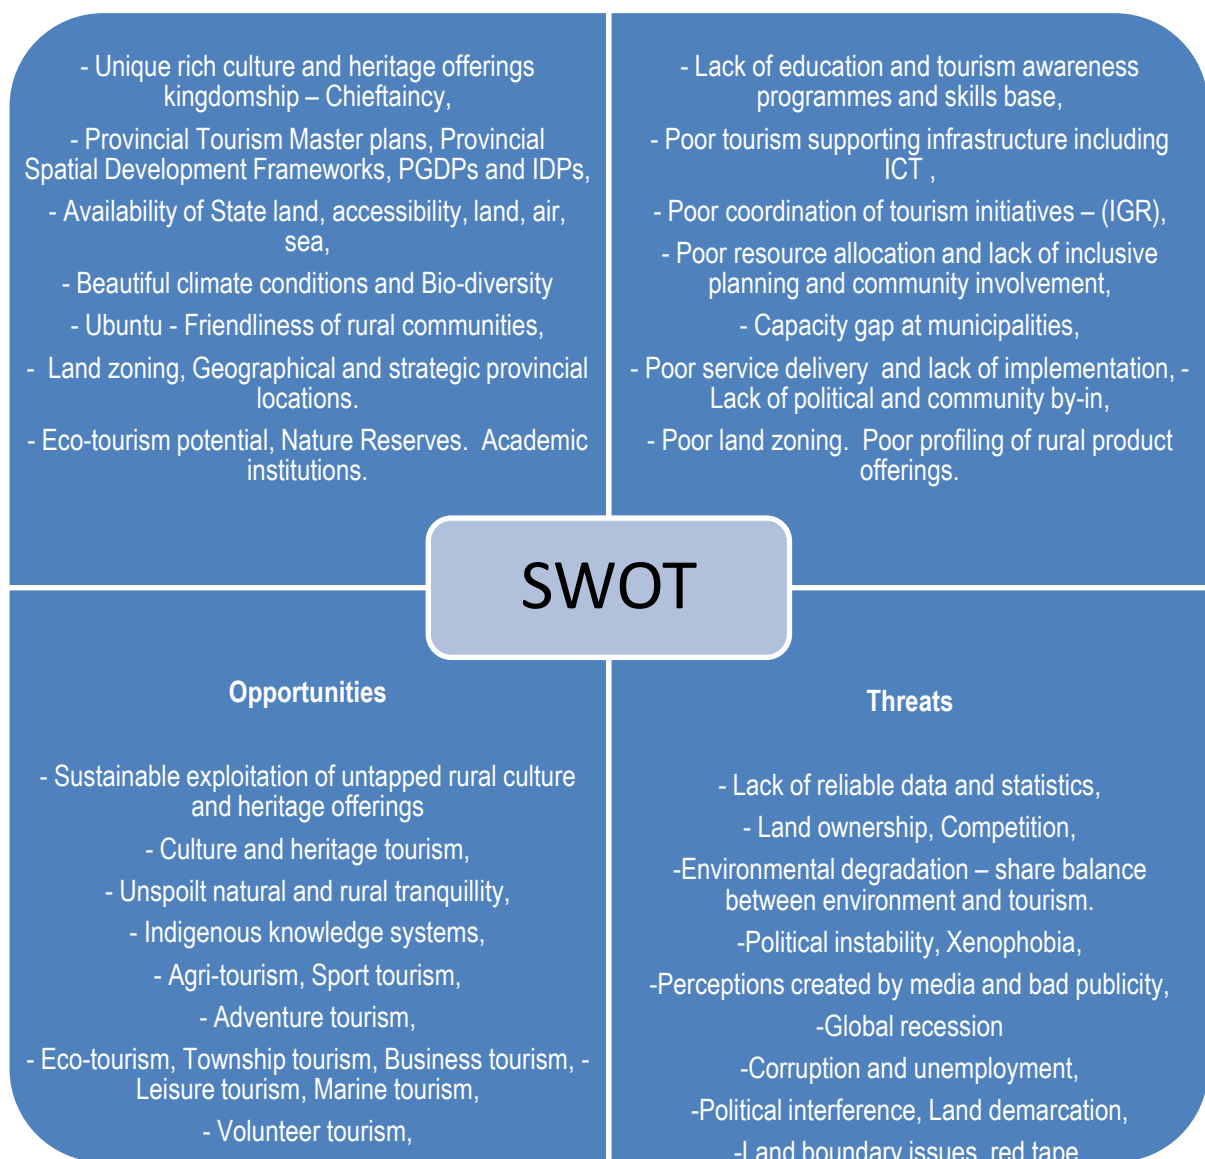 - Unique rich culture and heritage offerings
kingdomship – Chieftaincy,
- Provincial Tourism Master plans, Provincial
Spatial Development Frameworks, PGDPs and IDPs,
- Availability of State land, accessibility, land, air,
sea,
- Beautiful climate conditions and Bio-diversity
- Ubuntu - Friendliness of rural communities,
- Land zoning, Geographical and strategic provincial
locations.
- Eco-tourism potential, Nature Reserves. Academic
institutions.
- Lack of education and tourism awareness
programmes and skills base,
- Poor tourism supporting infrastructure including
ICT ,
- Poor coordination of tourism initiatives – (IGR),
- Poor resource allocation and lack of inclusive
planning and community involvement,
- Capacity gap at municipalities,
- Poor service delivery and lack of implementation, -
Lack of political and community by-in,
- Poor land zoning. Poor profiling of rural product
offerings.
SWOT
Opportunities
- Sustainable exploitation of untapped rural culture
and heritage offerings
- Culture and heritage tourism,
- Unspoilt natural and rural tranquillity,
- Indigenous knowledge systems,
- Agri-tourism, Sport tourism,
- Adventure tourism,
- Eco-tourism, Township tourism, Business tourism, -
Leisure tourism, Marine tourism,
- Volunteer tourism,
Threats
- Lack of reliable data and statistics,
- Land ownership, Competition,
-Environmental degradation – share balance
between environment and tourism.
-Political instability, Xenophobia,
-Perceptions created by media and bad publicity,
-Global recession
-Corruption and unemployment,
-Political interference, Land demarcation,
-Land boundary issues, red tape